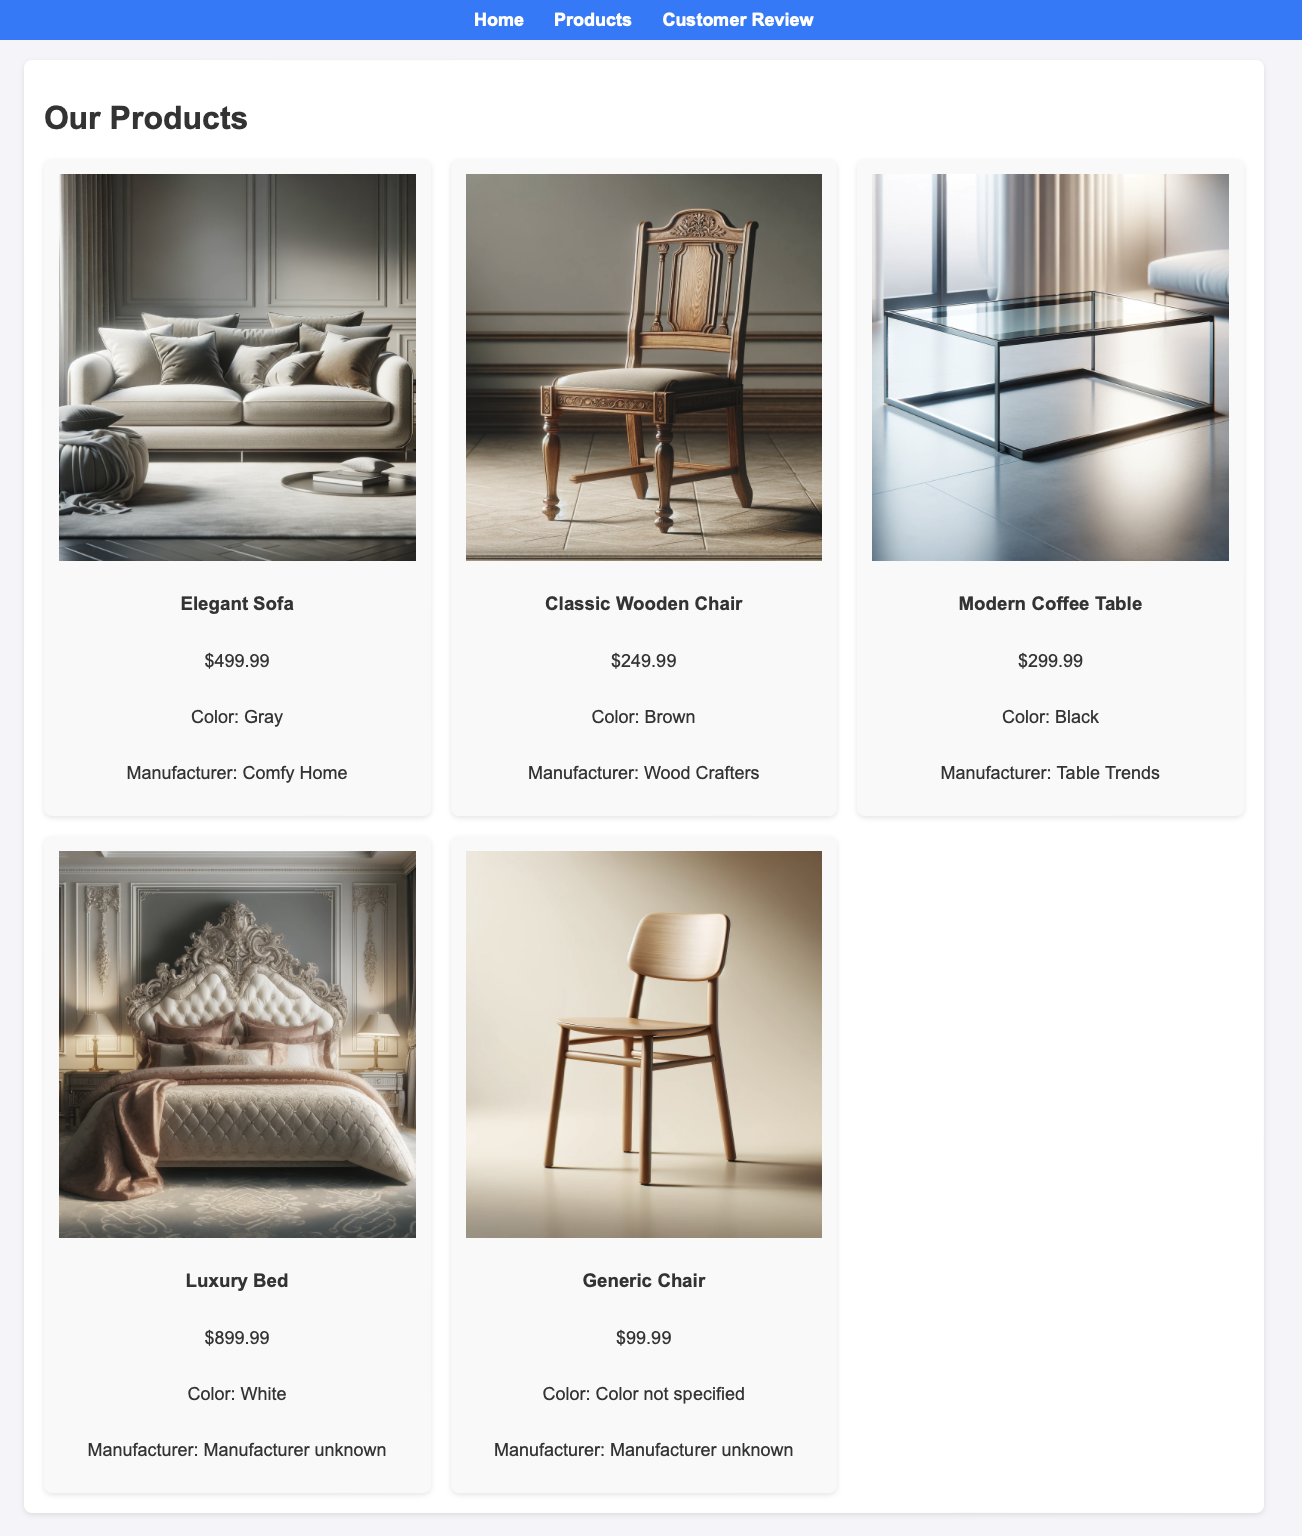 Home Products Customer Review
Our Products
Elegant Sofa
$499.99
Color: Gray
Manufacturer: Comfy Home
Classic Wooden Chair
$249.99
Color: Brown
Manufacturer: Wood Crafters
Modern Coffee Table
$299.99
Color: Black
Manufacturer: Table Trends
Luxury Bed
$899.99
Color: White
Manufacturer: Manufacturer unknown
Generic Chair
$99.99
Color: Color not specified
Manufacturer: Manufacturer unknown